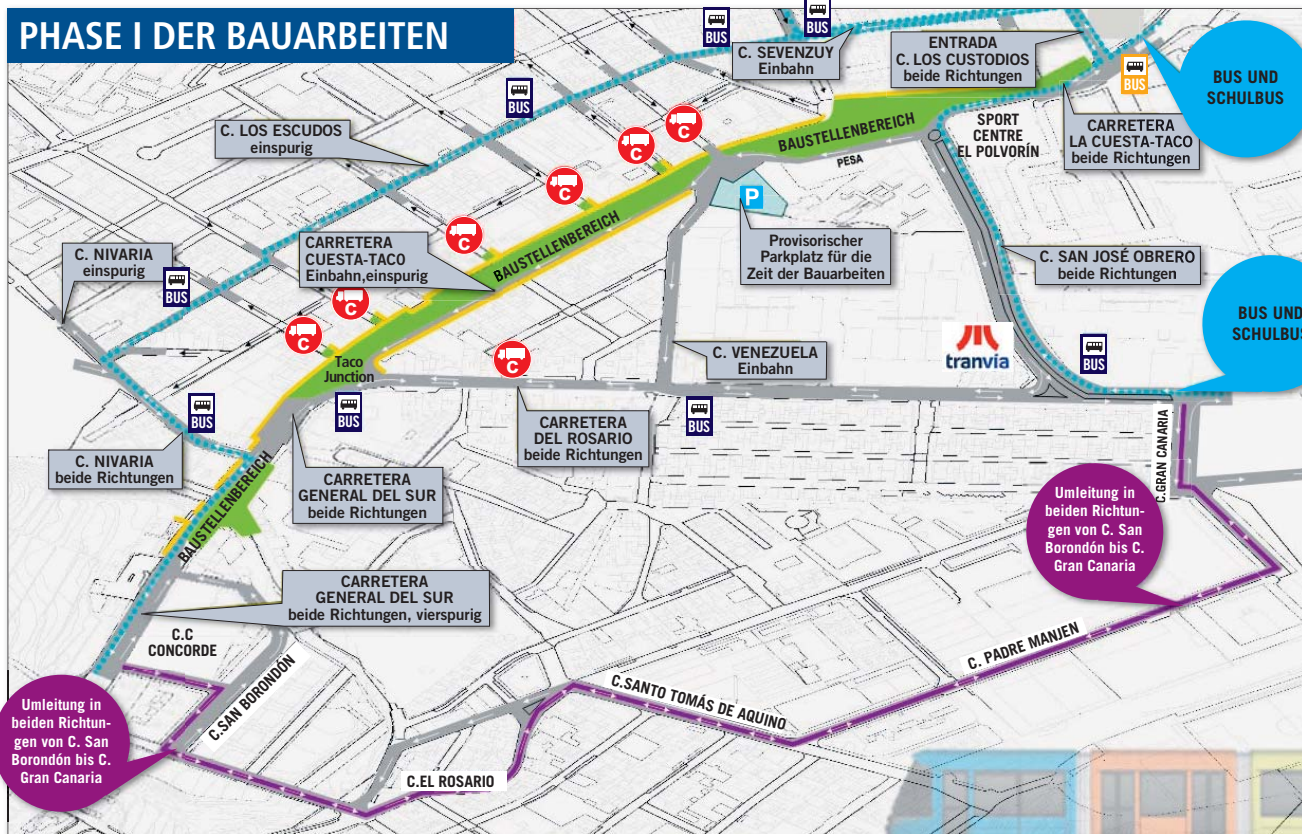 PHASE I DER BAUARBEITEN
BUS
BUS
C. SEVENZUY
Einbahn
ENTRADA
C. LOS CUSTODIOS
beide Richtungen
BUS
BUS UND
SCHULBUS
BUS
C. LOS ESCUDOS
einspurig
C
C
BAUSTELLENBEREICH
PESA
SPORT
CENTRE
EL POLVORÍN
CARRETERA
LA CUESTA-TACO
beide Richtungen
C
P
C
BAUSTELLENBEREICH
CARRETERA
CUESTA-TACO
Einbahn,einspurig
Provisorischer
Parkplatz für die
Zeit der Bauarbeiten
C. NIVARIA
einspurig
BUS
C. SAN JOSÉ OBRERO
beide Richtungen
C
C
BUS UND
SCHULBUS
tranvía
BUS
C
Taco
Junction
C. VENEZUELA
Einbahn
BUS
BUS
BUS
CARRETERA
DEL ROSARIO
beide Richtungen
C.GRAN CANARIA
C. NIVARIA
beide Richtungen
CARRETERA
GENERAL DEL SUR
beide Richtungen
BAUSTELLENBEREICH
Umleitung in
beiden Richtun-
gen von C. San
Borondón bis C.
Gran Canaria
CARRETERA
GENERAL DEL SUR
beide Richtungen, vierspurig
C.C
CONCORDE
C. PADRE MANJEN
C.SANTO TOMÁS DE AQUINO
C.SAN BORONDÓN
Umleitung in
beiden Richtun-
gen von C. San
Borondón bis C.
Gran Canaria
C.EL ROSARIO